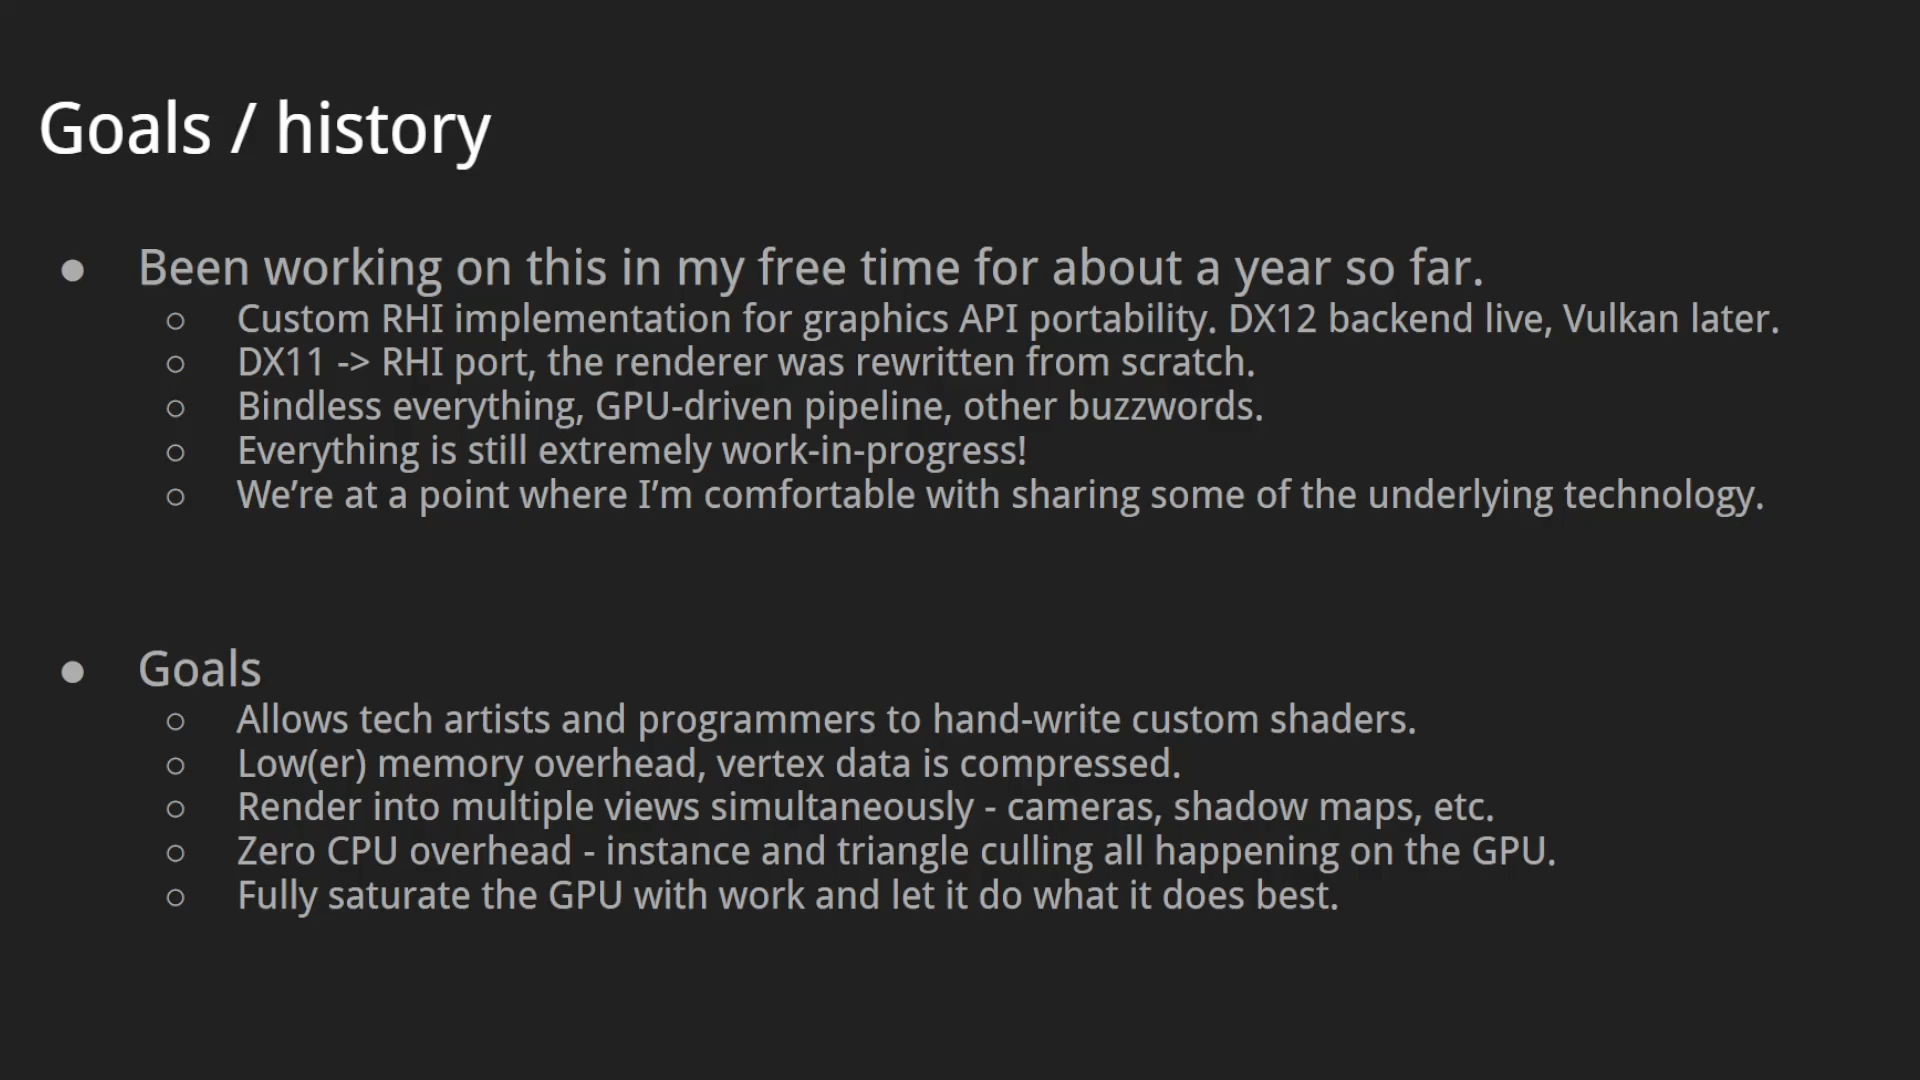 Goals / history
● Been working on this in my free time for about a year so far.
○ Custom RHI implementation for graphics API portability. DX12 backend live, Vulkan later.
○ DX11 -> RHI port, the renderer was rewritten from scratch.
○ Bindless everything, GPU-driven pipeline, other buzzwords.
○ Everything is still extremely work-in-progress!
○ We’re at a point where I’m comfortable with sharing some of the underlying technology.
● Goals
○ Allows tech artists and programmers to hand-write custom shaders.
○ Low(er) memory overhead, vertex data is compressed.
○ Render into multiple views simultaneously - cameras, shadow maps, etc.
○ Zero CPU overhead - instance and triangle culling all happening on the GPU.
○ Fully saturate the GPU with work and let it do what it does best.